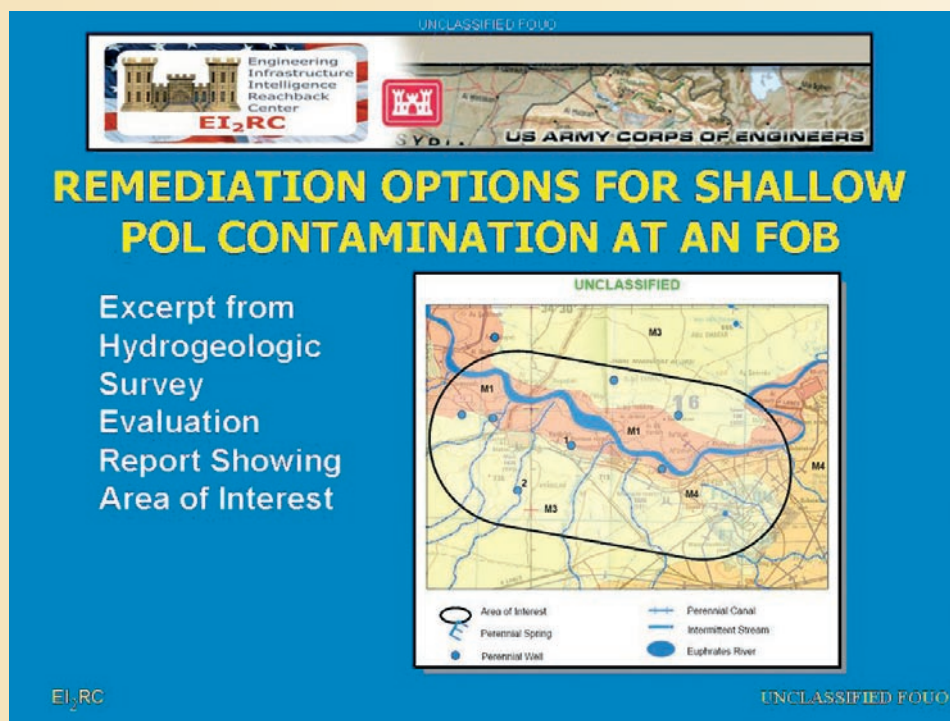 UNCLASSIFIED FOUO
Engineering
Infrastructure
Intelligence
Reachback
Center
EI2RC
US ARMY CORPS OF ENGINEERS
REMEDIATION OPTIONS FOR SHALLOW
POL CONTAMINATION AT AN FOB
Excerpt from
Hydrogeologic
Survey
Evaluation
Report Showing
Area of Interest
UNCLASSIFIED
M3
M1
16
M1
1
M4
2
M4
M3
Area of Interest
Perennial Canal
Perennial Spring
Intermittent Stream
Perennial Well
Euphrates River
EI2RC
UNCLASSIFIED FOUO